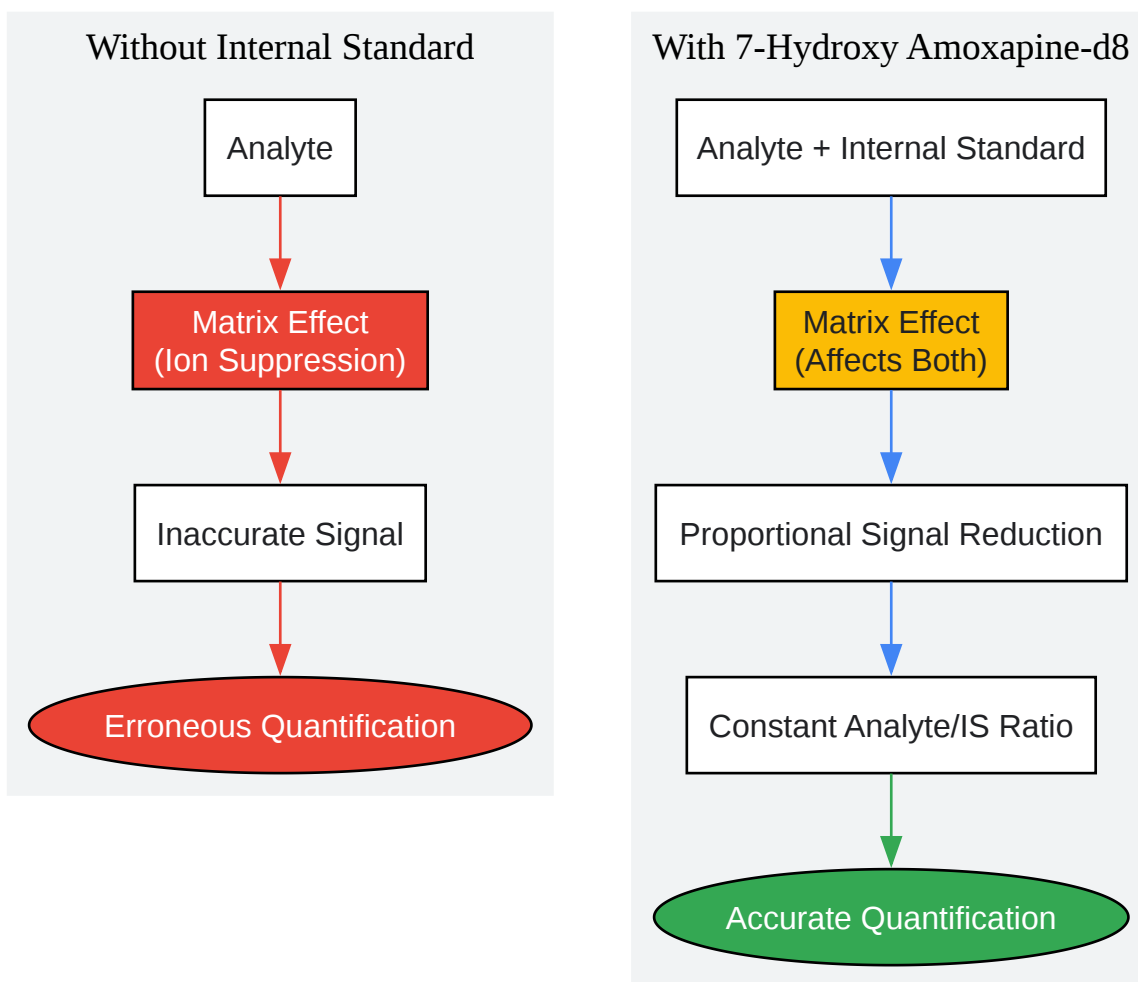 Without Internal Standard
Analyte
Matrix Effect
(Ion Suppression)
Inaccurate Signal
Erroneous Quantification
With 7-Hydroxy Amoxapine-d8
Analyte + Internal Standard
Matrix Effect
(Affects Both)
Proportional Signal Reduction
Constant Analyte/IS Ratio
Accurate Quantification